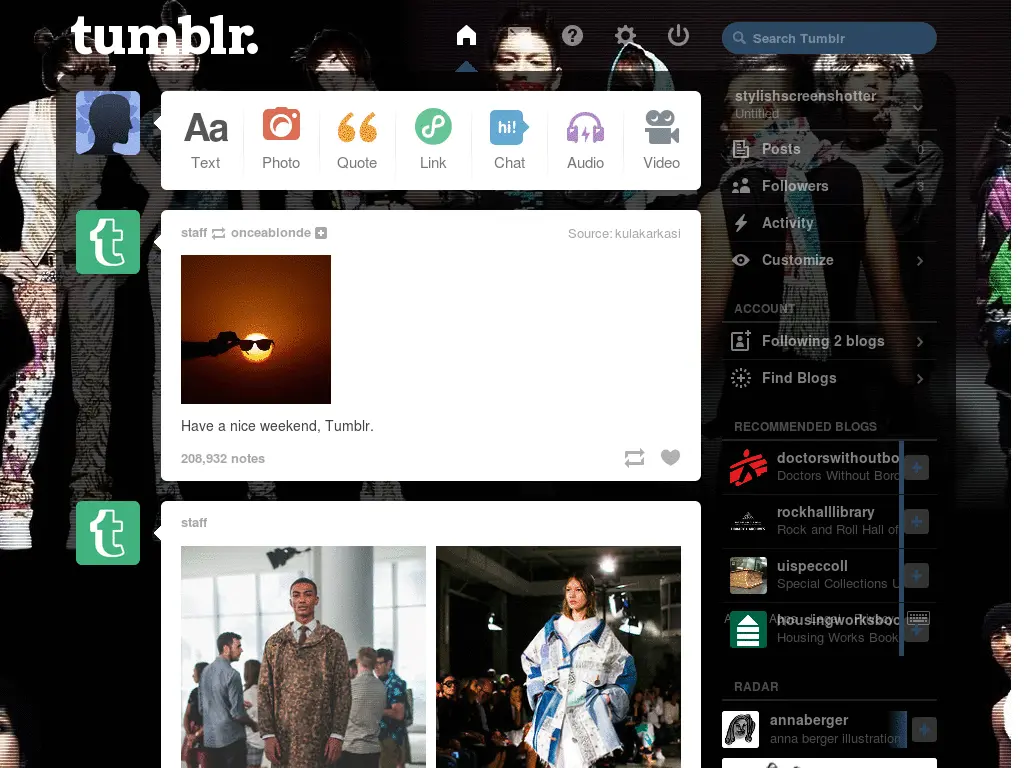 tumblr.
Search Tumblr
Aa
hi!
Text
Photo
Quote
Link
Chat
Audio
Video
stylishscreenshotter
Untitled
Posts 0
Followers 3
Activity
Customize
ACCOUNT
Following 2 blogs
Find Blogs
RECOMMENDED BLOGS
doctorswithoutbo
Doctors Without Bord
rockhalllibrary
Rock and Roll Hall of
uispeccoll
Special Collections U
housingworksboo
Housing Works Book
RADAR
annaberger
anna berger illustration
t
staff onceablonde
Source: kulakarkasi
Have a nice weekend, Tumblr.
208,932 notes
t
staff